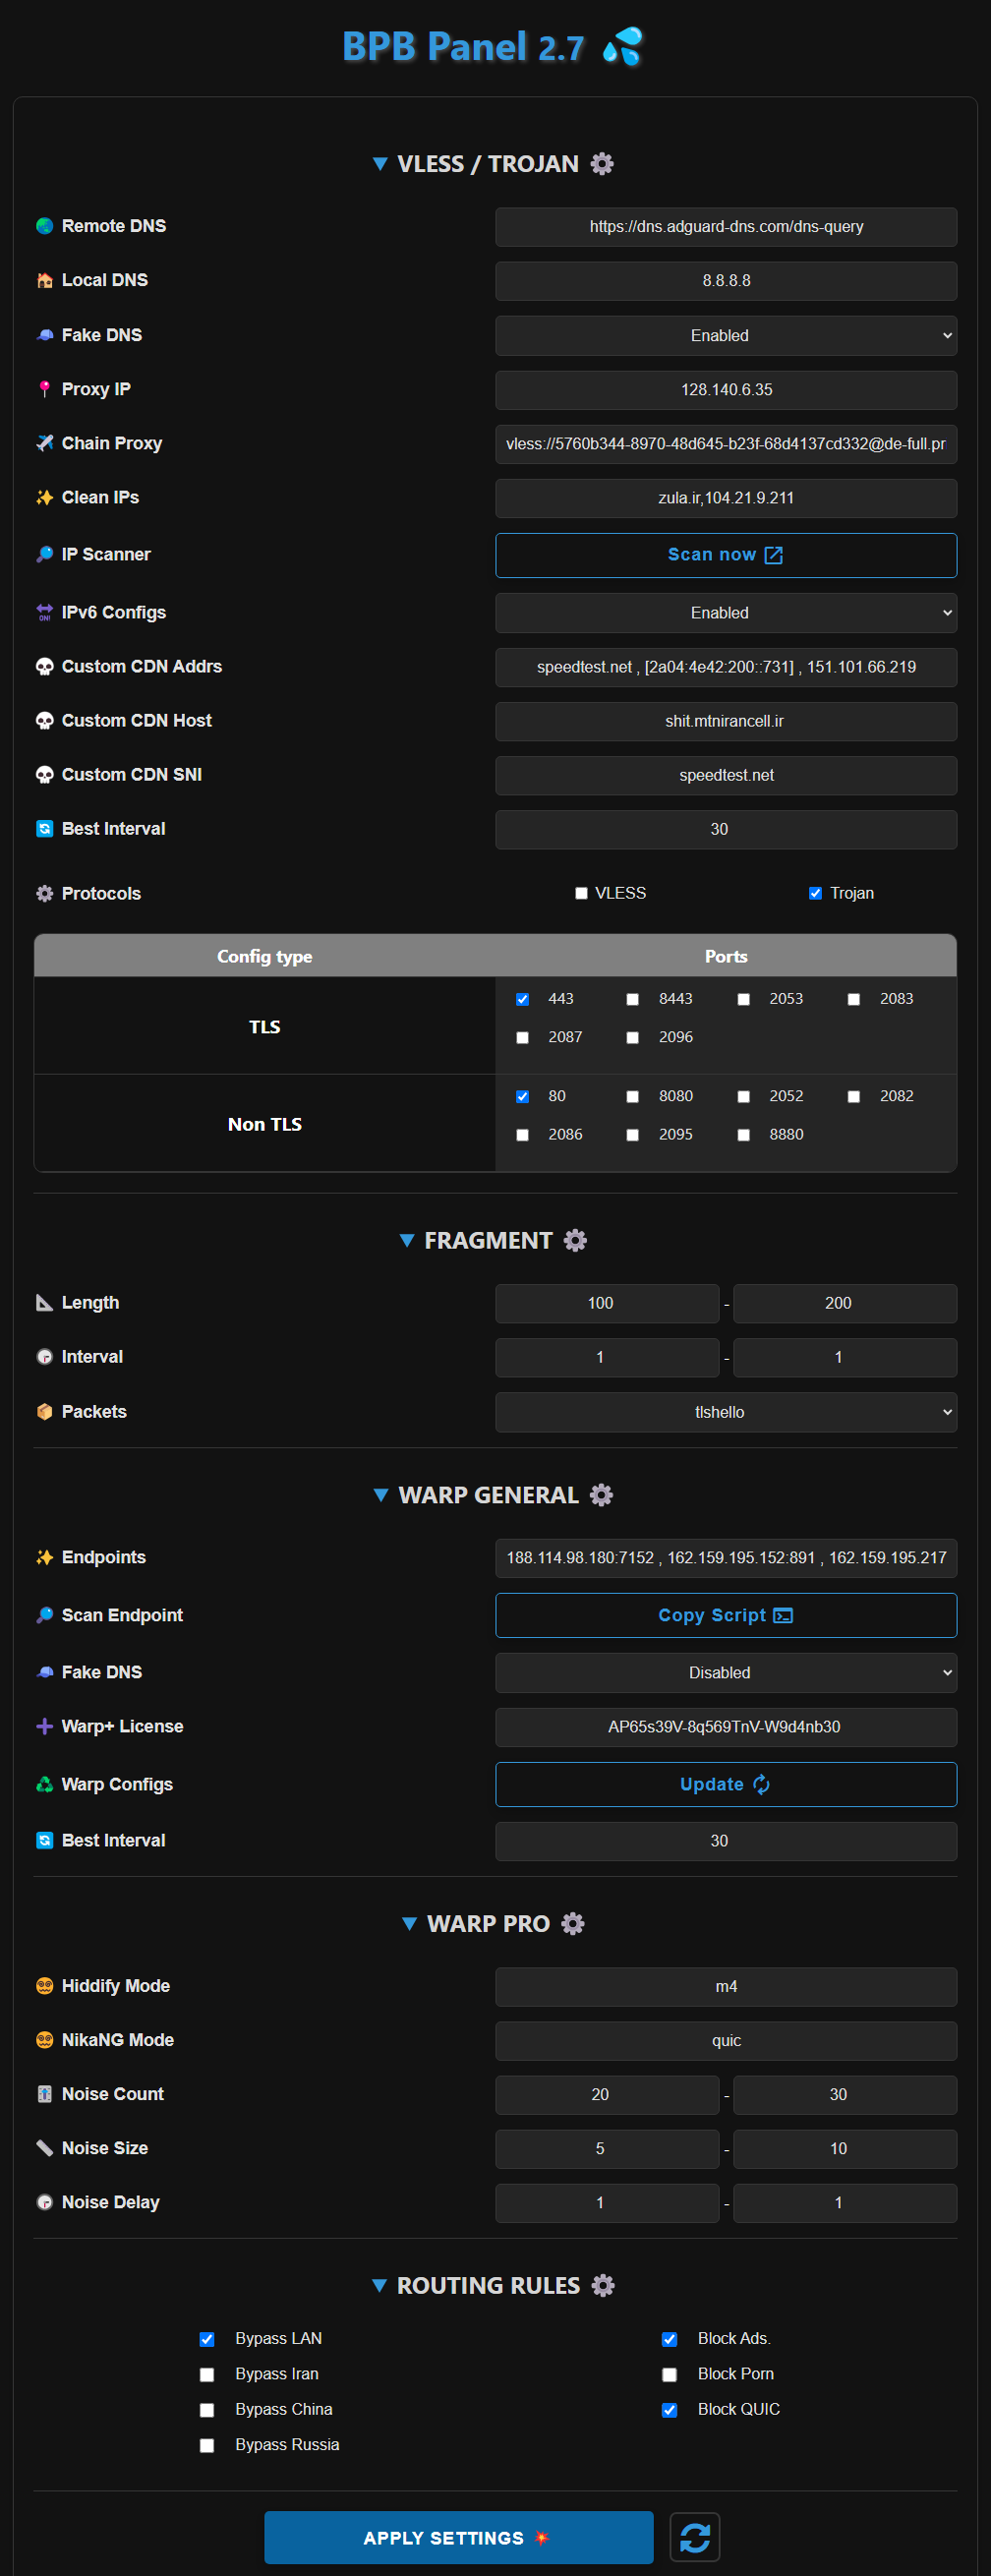 BPB Panel 2.7
VLESS / TROJAN
Remote DNS https://dns.adguard-dns.com/dns-query
Local DNS 8.8.8.8
Fake DNS Enabled
Proxy IP 128.140.6.35
Chain Proxy vless://5760b344-8970-48d645-b23f-68d4137cd332@de-full.pr
Clean IPs zula.ir,104.21.9.211
IP Scanner Scan now
IPv6 Configs Enabled
Custom CDN Addrs speedtest.net , [2a04:4e42:200::731] , 151.101.66.219
Custom CDN Host shit.mtnirancell.ir
Custom CDN SNI speedtest.net
Best Interval 30
Protocols VLESS Trojan
Config type Ports
TLS 443 8443 2053 2083
2087 2096
Non TLS 80 8080 2052 2082
2086 2095 8880
FRAGMENT
Length 100 - 200
Interval 1 - 1
Packets tlshello
WARP GENERAL
Endpoints 188.114.98.180:7152 , 162.159.195.152:891 , 162.159.195.217
Scan Endpoint Copy Script
Fake DNS Disabled
Warp+ License AP65s39V-8q569TnV-W9d4nb30
Warp Configs Update
Best Interval 30
WARP PRO
Hiddify Mode m4
NikaNG Mode quic
Noise Count 20 - 30
Noise Size 5 - 10
Noise Delay 1 - 1
ROUTING RULES
Bypass LAN Block Ads.
Bypass Iran Block Porn
Bypass China Block QUIC
Bypass Russia
APPLY SETTINGS